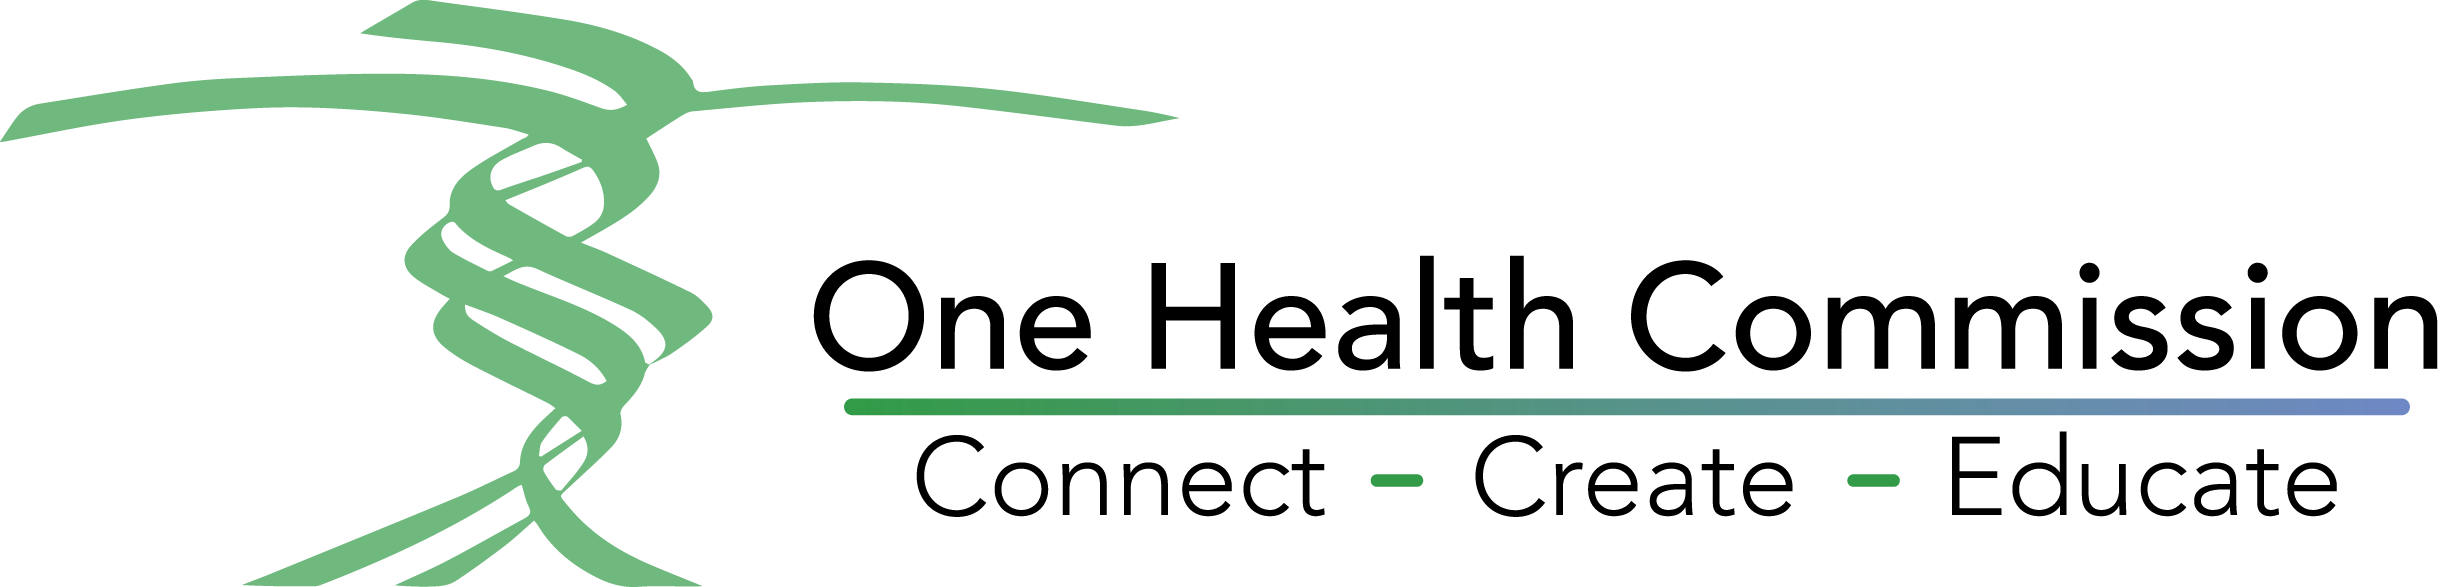 One Health Commission
Connect - Create - Educate